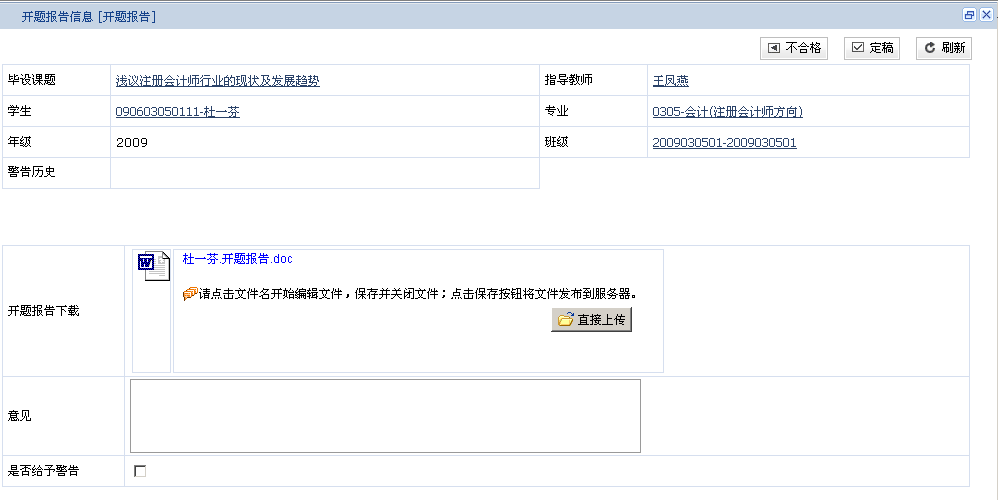 开题报告信息 [开题报告]
不合格 定稿 刷新
毕设课题 浅议注册会计师行业的现状及发展趋势 指导教师 王凤燕
学生 090603050111-杜一芬 专业 0305-会计(注册会计师方向)
年级 2009 班级 2009030501-2009030501
警告历史
杜一芬.开题报告.doc
请点击文件名开始编辑文件，保存并关闭文件；点击保存按钮将文件发布到服务器。
开题报告下载
直接上传
意见
是否给予警告